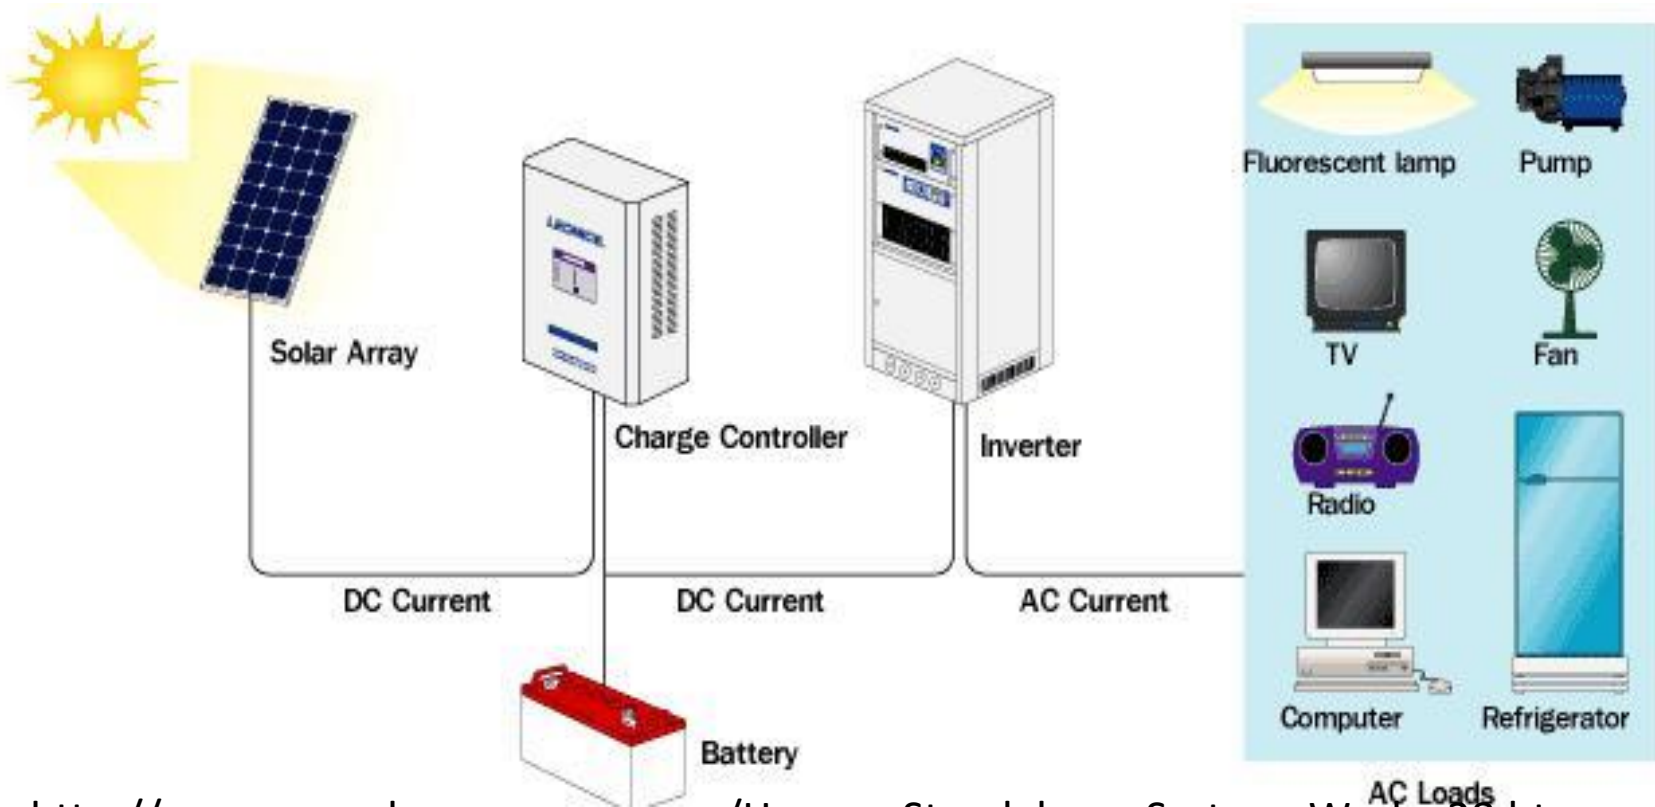 Fluorescent lamp
Pump
Solar Array
TV
Fan
Charge Controller
Inverter
Radio
DC Current
DC Current
AC Current
Computer
Refrigerator
Battery
AC Loads